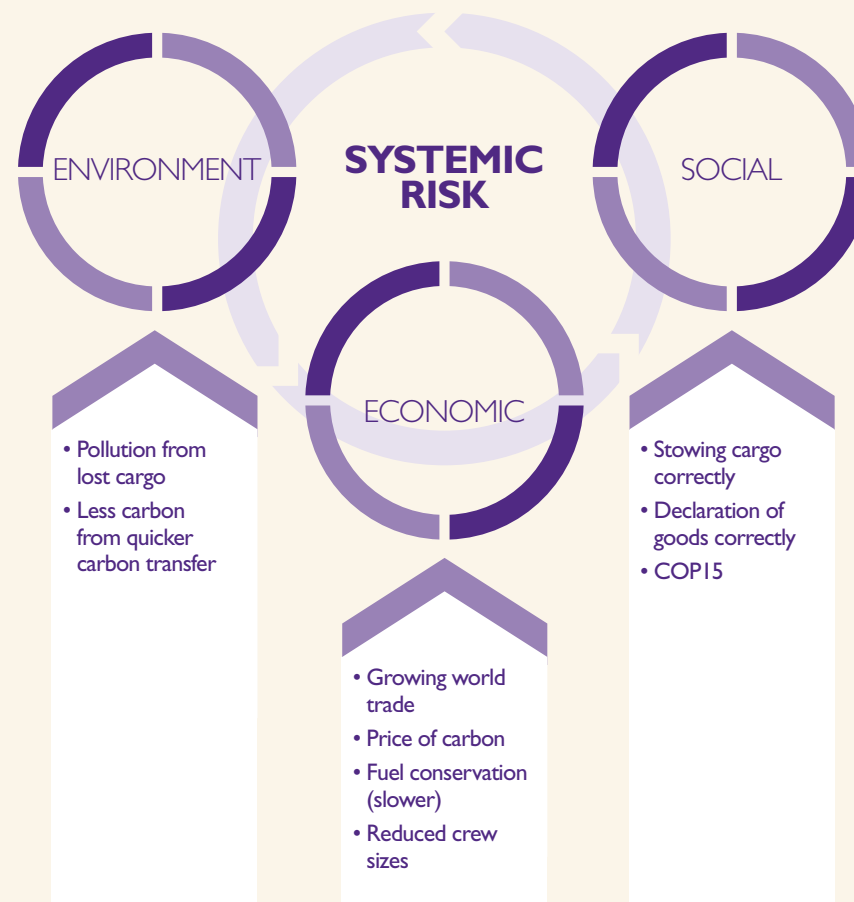 ENVIRONMENT
SYSTEMIC
RISK
SOCIAL
ECONOMIC
• Pollution from
lost cargo
• Less carbon
from quicker
carbon transfer
• Growing world
trade
• Price of carbon
• Fuel conservation
(slower)
• Reduced crew
sizes
• Stowing cargo
correctly
• Declaration of
goods correctly
• COP15